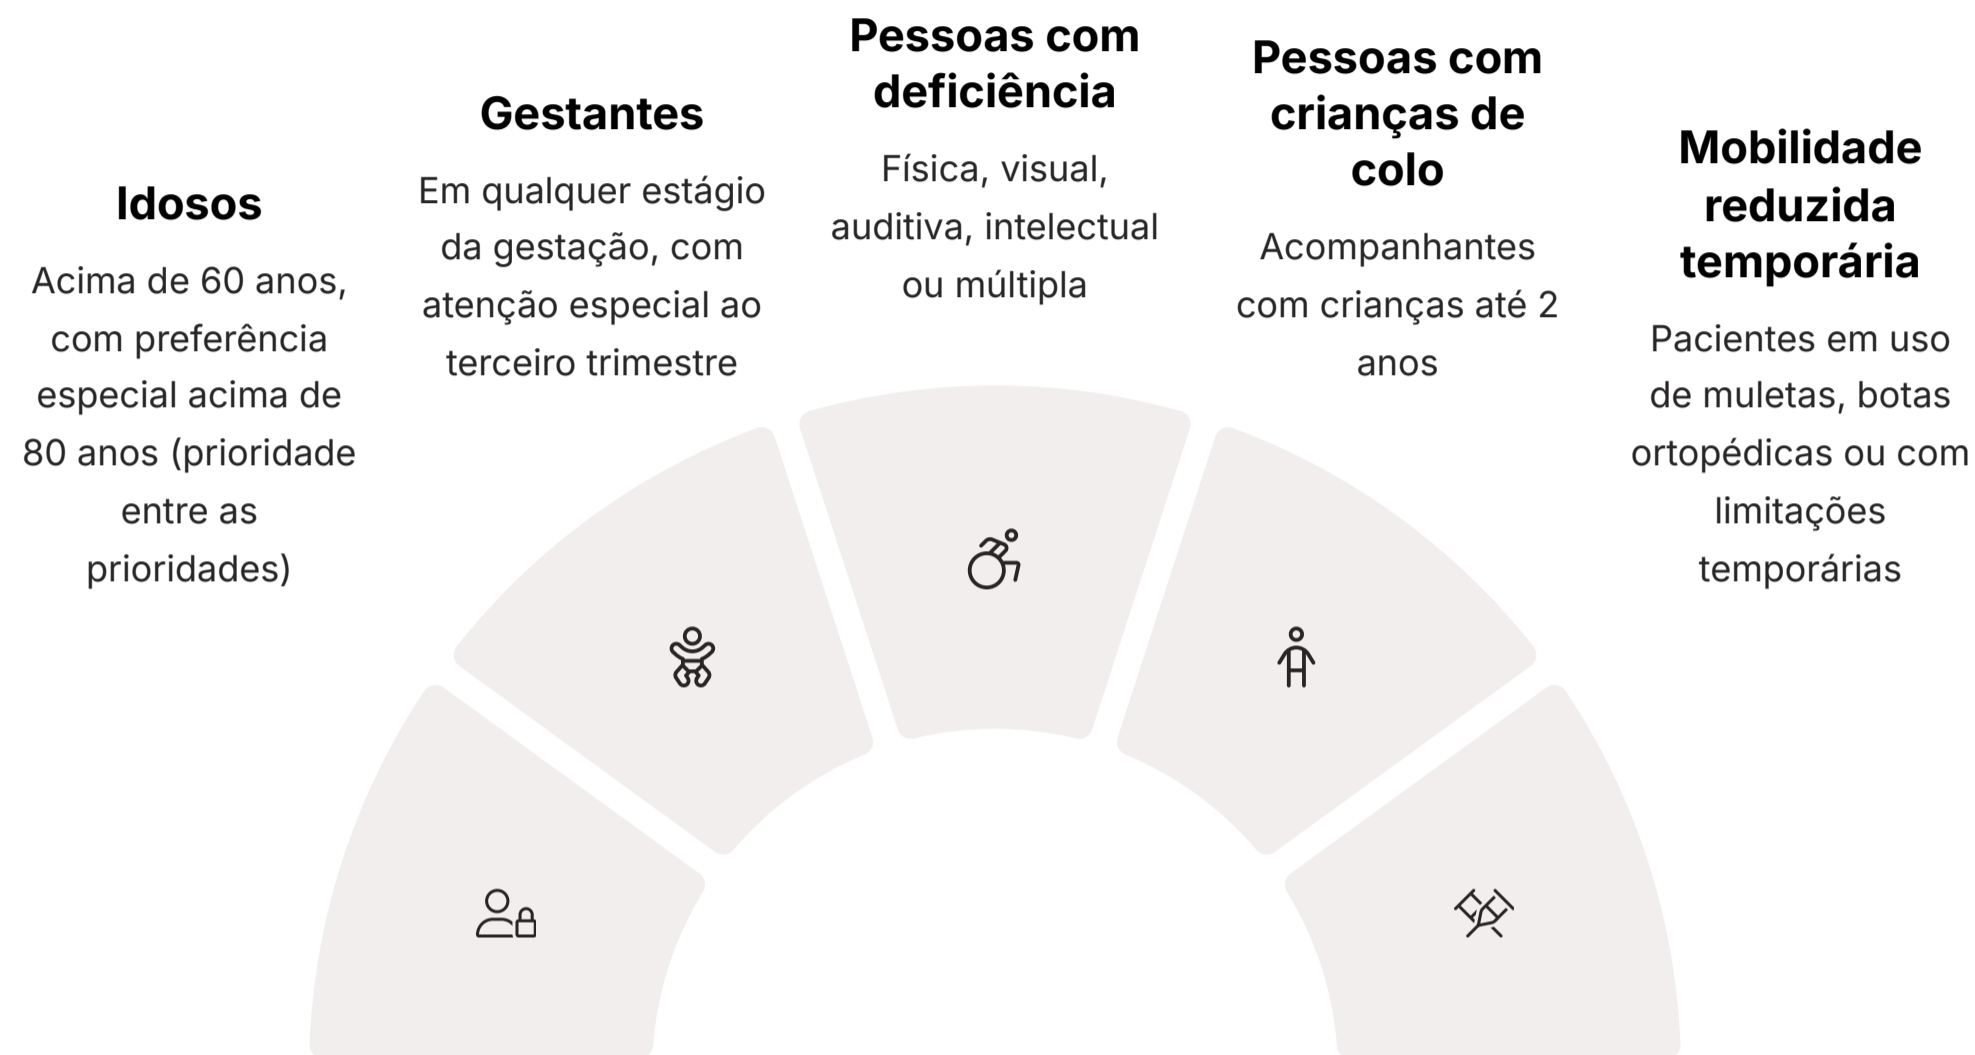 Idosos
Acima de 60 anos,
com preferência
especial acima de
80 anos (prioridade
entre as
prioridades)
Gestantes
Em qualquer estágio
da gestação, com
atenção especial ao
terceiro trimestre
Pessoas com
deficiência
Física, visual,
auditiva, intelectual
ou múltipla
Pessoas com
crianças de
colo
Acompanhantes
com crianças até 2
anos
Mobilidade
reduzida
temporária
Pacientes em uso
de muletas, botas
ortopédicas ou com
limitações
temporárias